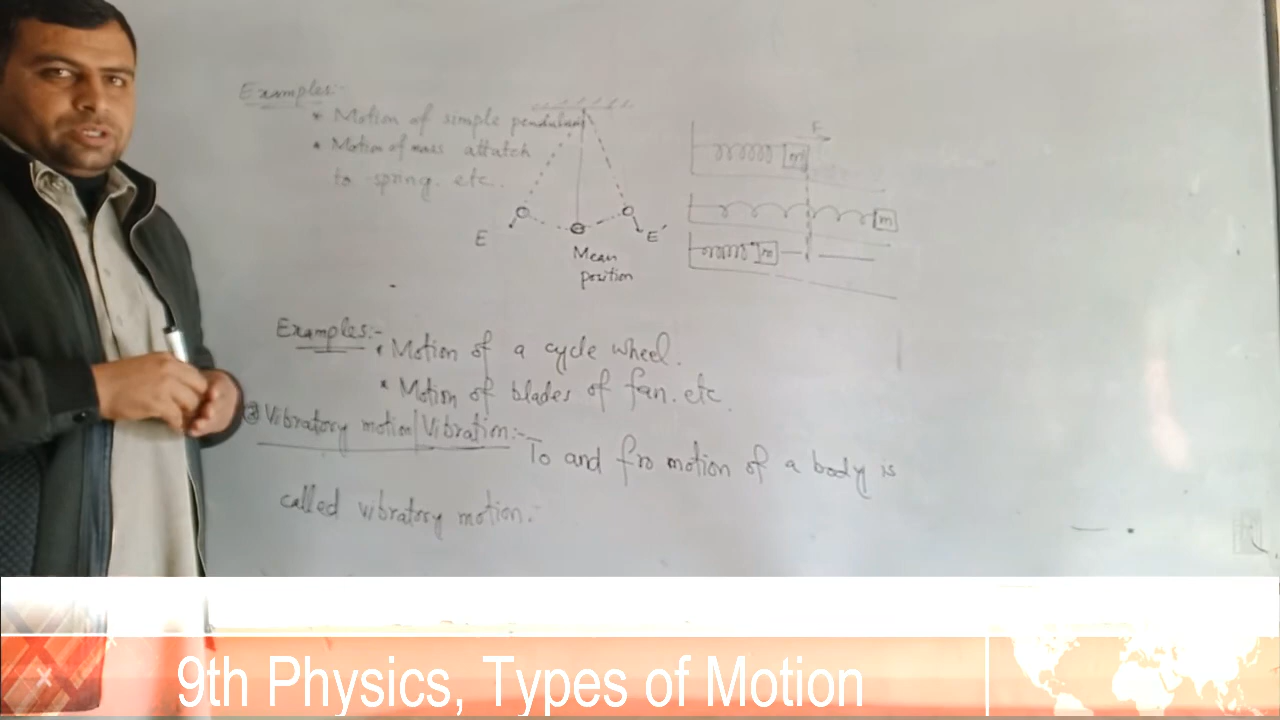 Examples:-
* Motion of simple pendulum
* Motion of mass attatch
to spring. etc.
E
E'
Mean
position
F
m
m
m
Examples:-
* Motion of a cycle wheel.
* Motion of blades of fan. etc.
Vibratory motion/Vibration:- To and fro motion of a body is
called vibratory motion.
9th Physics, Types of Motion